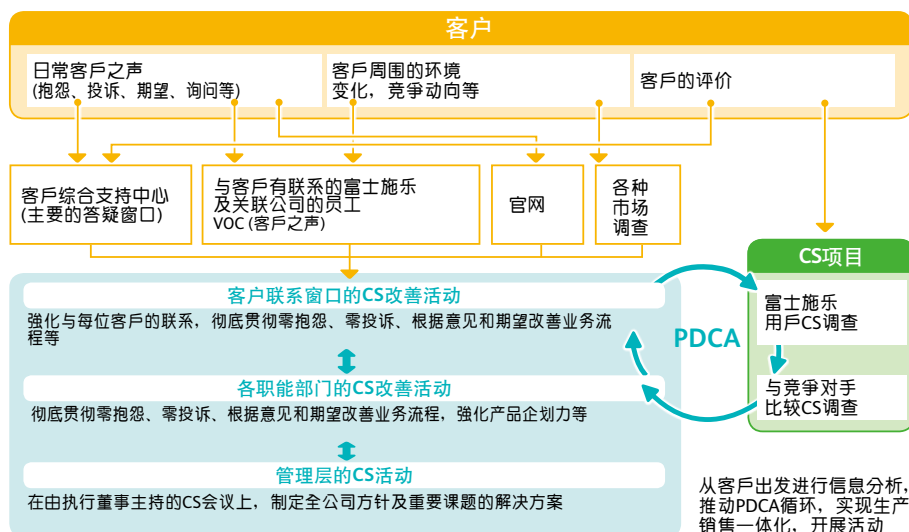 客户
日常客戶之声
(抱怨、投诉、期望、询问等)
客戶周围的环境
变化，竞争动向等
客戶的评价
客戶综合支持中心
(主要的答疑窗口)
与客戶有联系的富士施乐
及关联公司的员工
VOC (客戶之声)
官网
各种
市场
调查
CS项目
富士施乐
用戶CS调查
与竞争对手
比较CS调查
PDCA
客户联系窗口的CS改善活动
強化与每位客戶的联系，彻底贯彻零抱怨、零投诉、根据意见和期望改善业务流
程等
各职能部门的CS改善活动
彻底贯彻零抱怨、零投诉、根据意见和期望改善业务流程，強化产品企划力等
管理层的CS活动
在由执行董事主持的CS会议上，制定全公司方针及重要课题的解决方案
从客戶出发进行信息分析，
推动PDCA循环，实现生产
销售一体化，开展活动